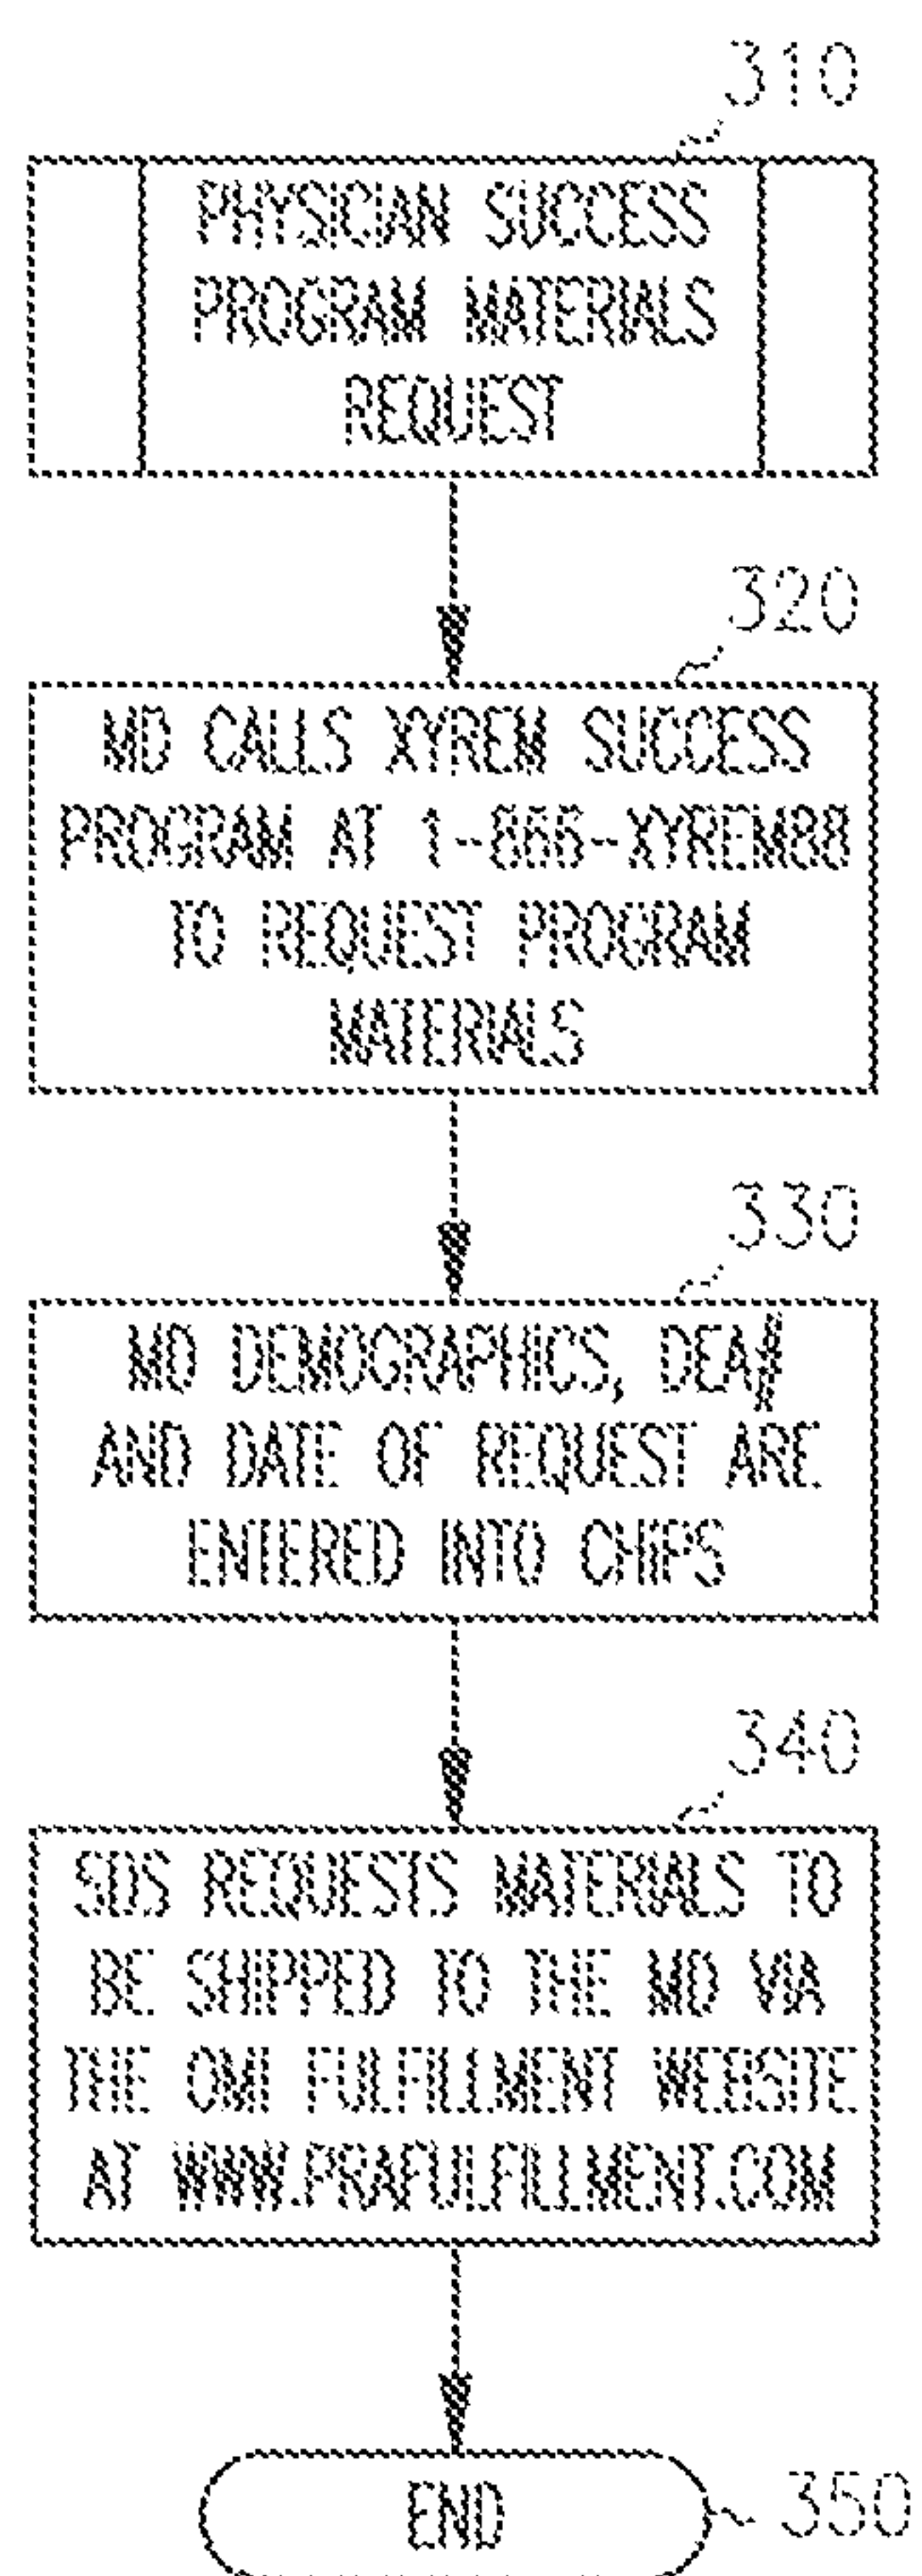 310
PHYSICIAN SUCCESS
PROGRAM MATERIALS
REQUEST
320
MD CALLS XYREM SUCCESS
PROGRAM AT 1-866-XYREM88
TO REQUEST PROGRAM
MATERIALS
330
MD DEMOGRAPHICS, DEA#
AND DATE OF REQUEST ARE
ENTERED INTO CHIPS
340
SDS REQUESTS MATERIALS TO
BE SHIPPED TO THE MD VIA
THE OMI FULFILLMENT WEBSITE
AT WWW.PRAFULFILLMENT.COM
END
350